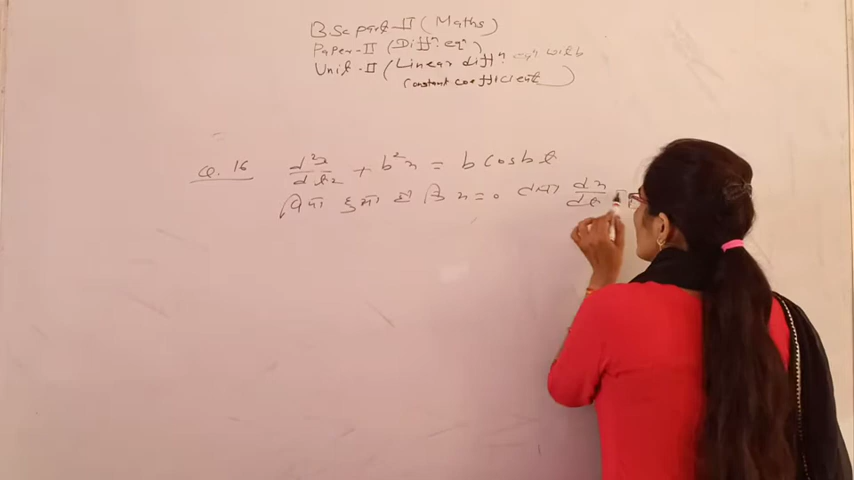 B.Sc part-II (Maths)
Paper-II (Diffⁿ. eqⁿ)
Unit-II (Linear diffⁿ. eqⁿ with
constant coefficient)
Q. 16 d²x/dt² + b²x = b cos bt
दिया हुआ है कि x = 0 तथा dx/dt =